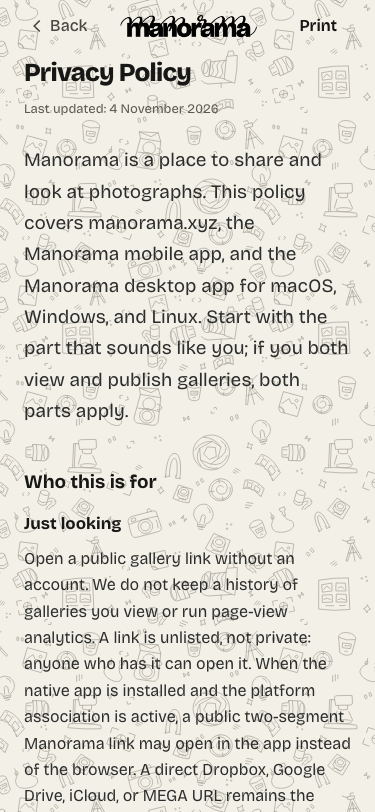 Back
manorama
Print
Privacy Policy
Last updated: 4 November 2026
Manorama is a place to share and
look at photographs. This policy
covers manorama.xyz, the
Manorama mobile app, and the
Manorama desktop app for macOS,
Windows, and Linux. Start with the
part that sounds like you; if you both
view and publish galleries, both
parts apply.
Who this is for
Just looking
Open a public gallery link without an
account. We do not keep a history of
galleries you view or run page-view
analytics. A link is unlisted, not private:
anyone who has it can open it. When the
native app is installed and the platform
association is active, a public two-segment
Manorama link may open in the app instead
of the browser. A direct Dropbox, Google
Drive, iCloud, or MEGA URL remains the